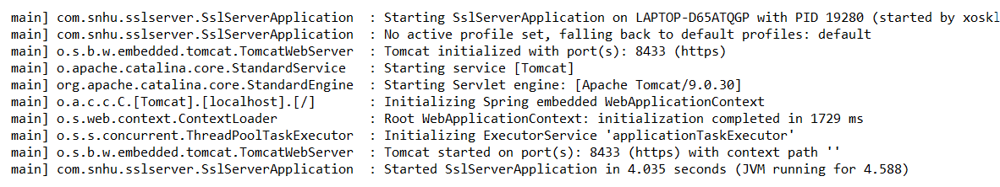 main] com.snhu.sslserver.SslServerApplication : Starting SslServerApplication on LAPTOP-D65ATQGP with PID 19280 (started by xoskl
main] com.snhu.sslserver.SslServerApplication : No active profile set, falling back to default profiles: default
main] o.s.b.w.embedded.tomcat.TomcatWebServer : Tomcat initialized with port(s): 8433 (https)
main] o.apache.catalina.core.StandardService : Starting service [Tomcat]
main] org.apache.catalina.core.StandardEngine : Starting Servlet engine: [Apache Tomcat/9.0.30]
main] o.a.c.c.C.[Tomcat].[localhost].[/] : Initializing Spring embedded WebApplicationContext
main] o.s.web.context.ContextLoader : Root WebApplicationContext: initialization completed in 1729 ms
main] o.s.s.concurrent.ThreadPoolTaskExecutor : Initializing ExecutorService 'applicationTaskExecutor'
main] o.s.b.w.embedded.tomcat.TomcatWebServer : Tomcat started on port(s): 8433 (https) with context path ''
main] com.snhu.sslserver.SslServerApplication : Started SslServerApplication in 4.035 seconds (JVM running for 4.588)